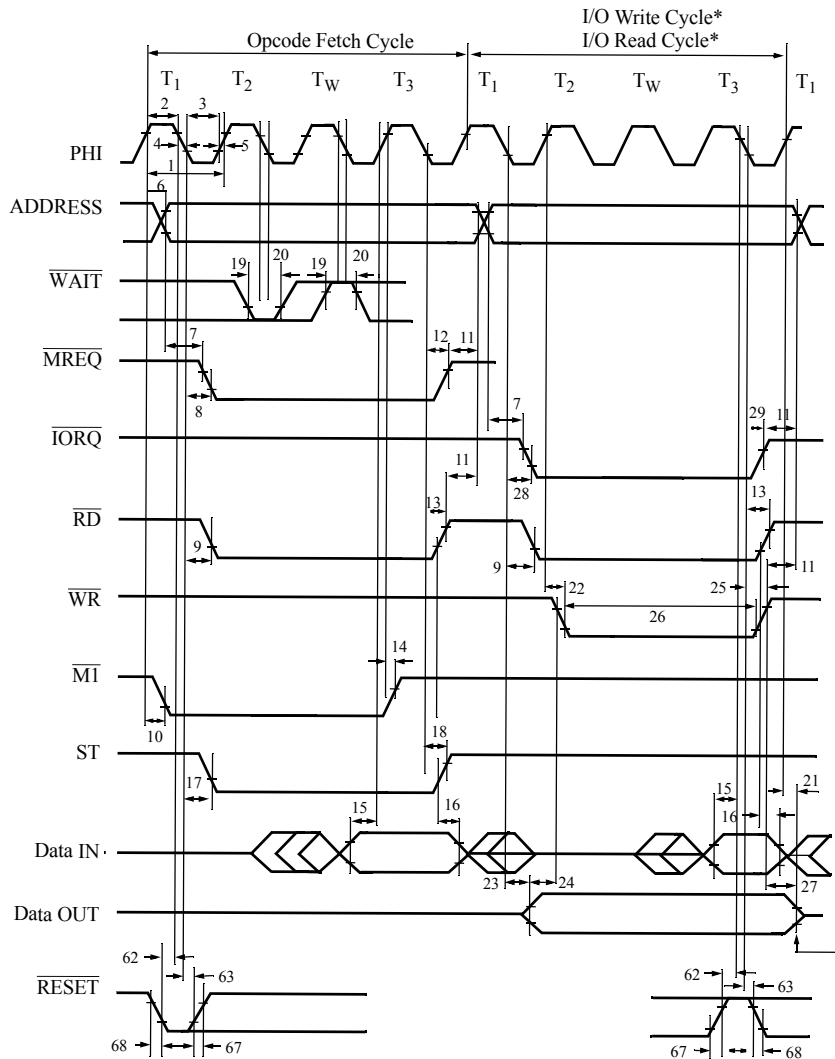 I/O Write Cycle*
Opcode Fetch Cycle I/O Read Cycle*
T1 T2 TW T3 T1 T2 TW T3 T1
2 3
4 5
PHI
1
6
ADDRESS
19 20 19 20
WAIT
7 12 11
MREQ
8
7 29 11
IORQ
28
11
13 13
RD
9 9 11
22 25
WR
26
14
M1
10
18
ST
17 21
15 15
16 16
Data IN
23 24 27
Data OUT
62 63 62 63
RESET
68 67 67 68